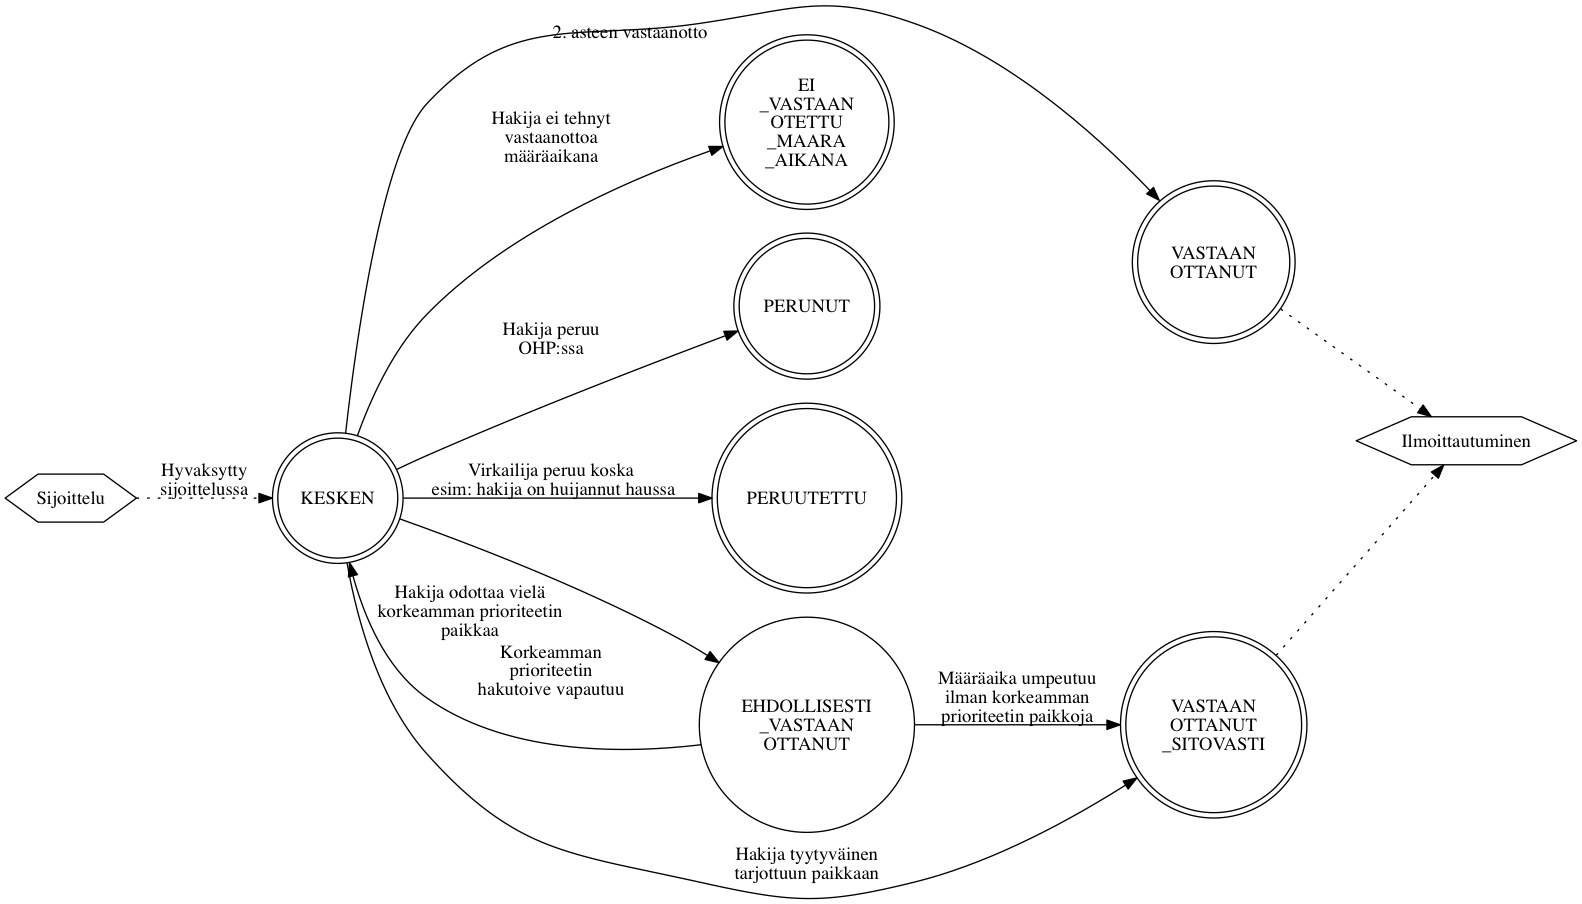 2. asteen vastaanotto
EI
_VASTAAN
OTETTU
_MAARA
_AIKANA
Hakija ei tehnyt
vastaanottoa
määräaikana
VASTAAN
OTTANUT
PERUNUT
Hakija peruu
OHP:ssa
Ilmoittautuminen
Sijoittelu
Hyvaksytty
sijoittelussa
KESKEN
Virkailija peruu koska
esim: hakija on huijannut haussa
PERUUTETTU
Hakija odottaa vielä
korkeamman prioriteetin
paikkaa
Korkeamman
prioriteetin
hakutoive vapautuu
EHDOLLISESTI
_VASTAAN
OTTANUT
Määräaika umpeutuu
ilman korkeamman
prioriteetin paikkoja
VASTAAN
OTTANUT
_SITOVASTI
Hakija tyytyväinen
tarjottuun paikkaan